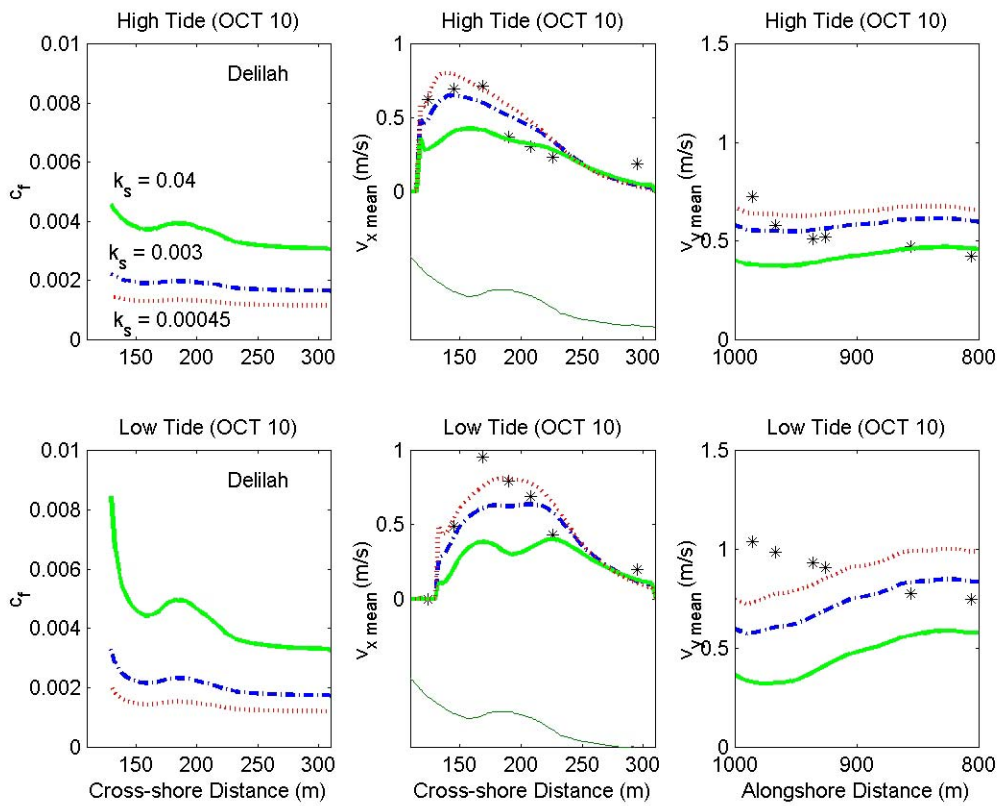 High Tide (OCT 10)
0.01
0.008
0.006
0.004
0.002
0
c_f
Delilah
k_s = 0.04
k_s = 0.003
k_s = 0.00045
150 200 250 300
High Tide (OCT 10)
1
0.5
0
v_x mean (m/s)
150 200 250 300
High Tide (OCT 10)
1.5
1
0.5
0
v_y mean (m/s)
1000 900 800
Low Tide (OCT 10)
0.01
0.008
0.006
0.004
0.002
0
c_f
Delilah
150 200 250 300
Cross-shore Distance (m)
Low Tide (OCT 10)
1
0.5
0
v_x mean (m/s)
150 200 250 300
Cross-shore Distance (m)
Low Tide (OCT 10)
1.5
1
0.5
0
v_y mean (m/s)
1000 900 800
Alongshore Distance (m)